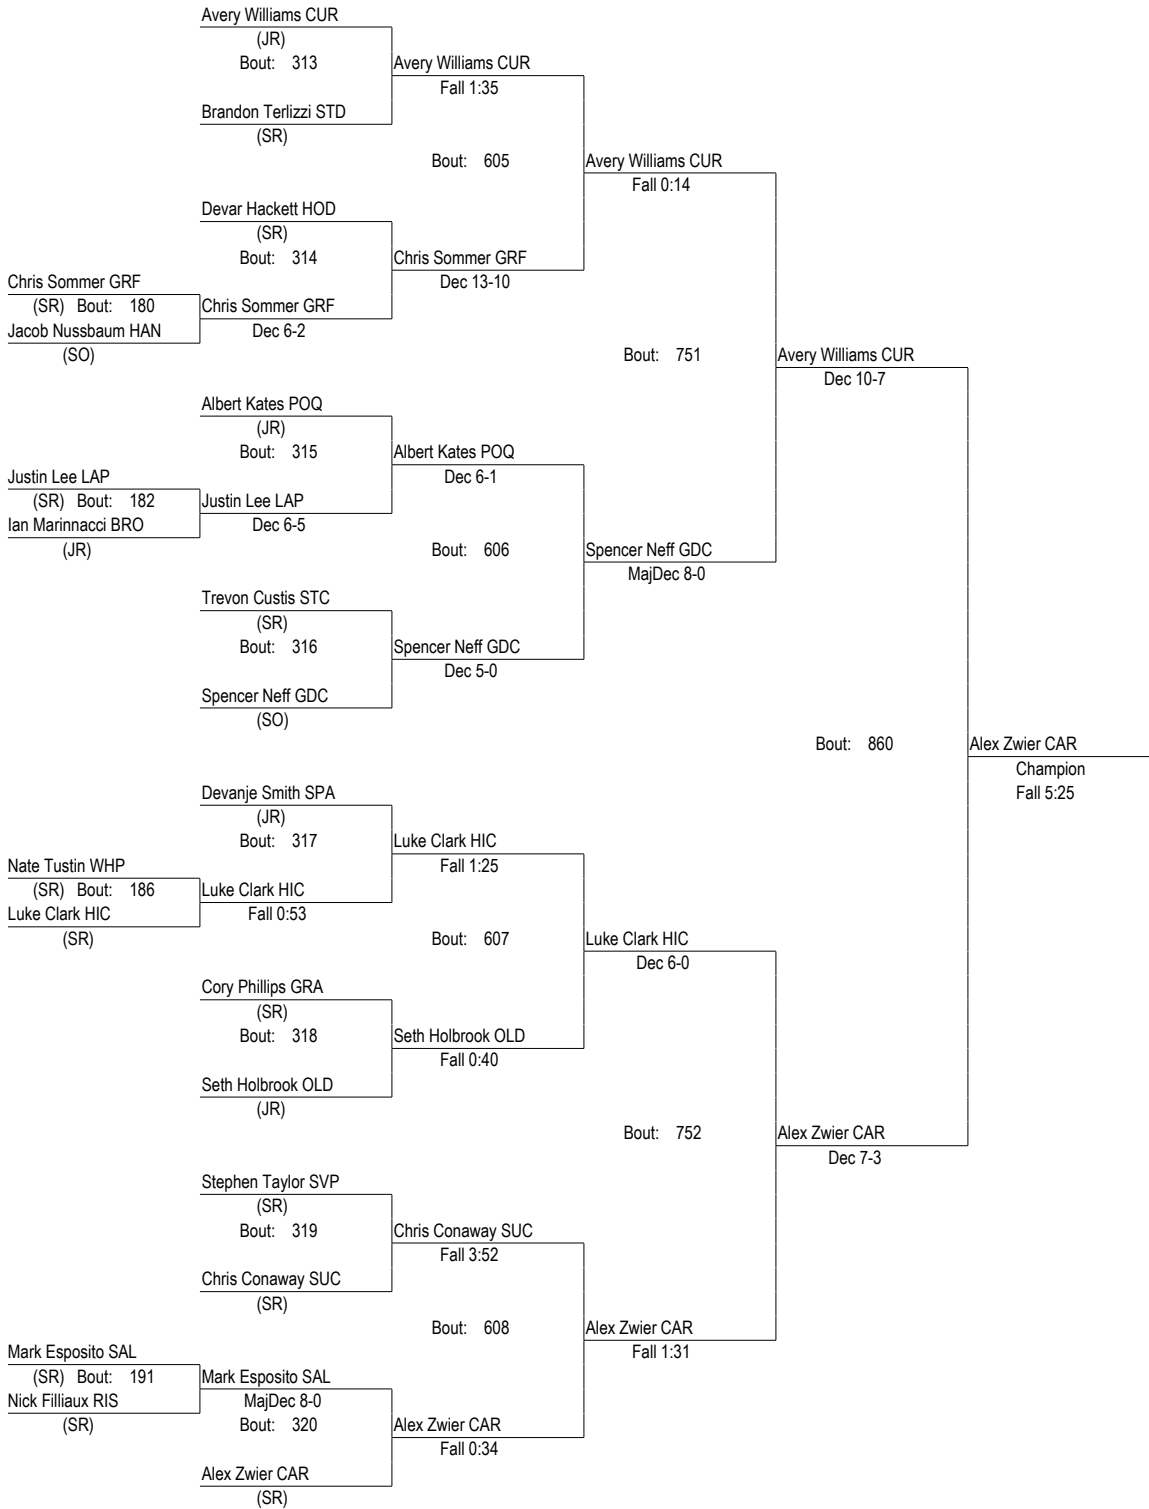 Avery Williams CUR
(JR)
Bout: 313
Avery Williams CUR
Fall 1:35
Brandon Terlizzi STD
(SR)
Bout: 605
Avery Williams CUR
Fall 0:14
Devar Hackett HOD
(SR)
Bout: 314
Chris Sommer GRF
Dec 13-10
Chris Sommer GRF
(SR) Bout: 180
Chris Sommer GRF
Jacob Nussbaum HAN
Dec 6-2
(SO)
Bout: 751
Avery Williams CUR
Dec 10-7
Albert Kates POQ
(JR)
Bout: 315
Albert Kates POQ
Dec 6-1
Justin Lee LAP
(SR) Bout: 182
Justin Lee LAP
Ian Marinnacci BRO
Dec 6-5
(JR)
Bout: 606
Spencer Neff GDC
MajDec 8-0
Trevon Custis STC
(SR)
Bout: 316
Spencer Neff GDC
Dec 5-0
Spencer Neff GDC
(SO)
Bout: 860
Alex Zwier CAR
Champion
Fall 5:25
Devanje Smith SPA
(JR)
Bout: 317
Luke Clark HIC
Fall 1:25
Nate Tustin WHP
(SR) Bout: 186
Luke Clark HIC
Luke Clark HIC
Fall 0:53
(SR)
Bout: 607
Luke Clark HIC
Dec 6-0
Cory Phillips GRA
(SR)
Bout: 318
Seth Holbrook OLD
Fall 0:40
Seth Holbrook OLD
(JR)
Bout: 752
Alex Zwier CAR
Dec 7-3
Stephen Taylor SVP
(SR)
Bout: 319
Chris Conaway SUC
Fall 3:52
Chris Conaway SUC
(SR)
Bout: 608
Alex Zwier CAR
Fall 1:31
Mark Esposito SAL
(SR) Bout: 191
Mark Esposito SAL
Nick Filliaux RIS
MajDec 8-0
(SR)
Bout: 320
Alex Zwier CAR
Fall 0:34
Alex Zwier CAR
(SR)